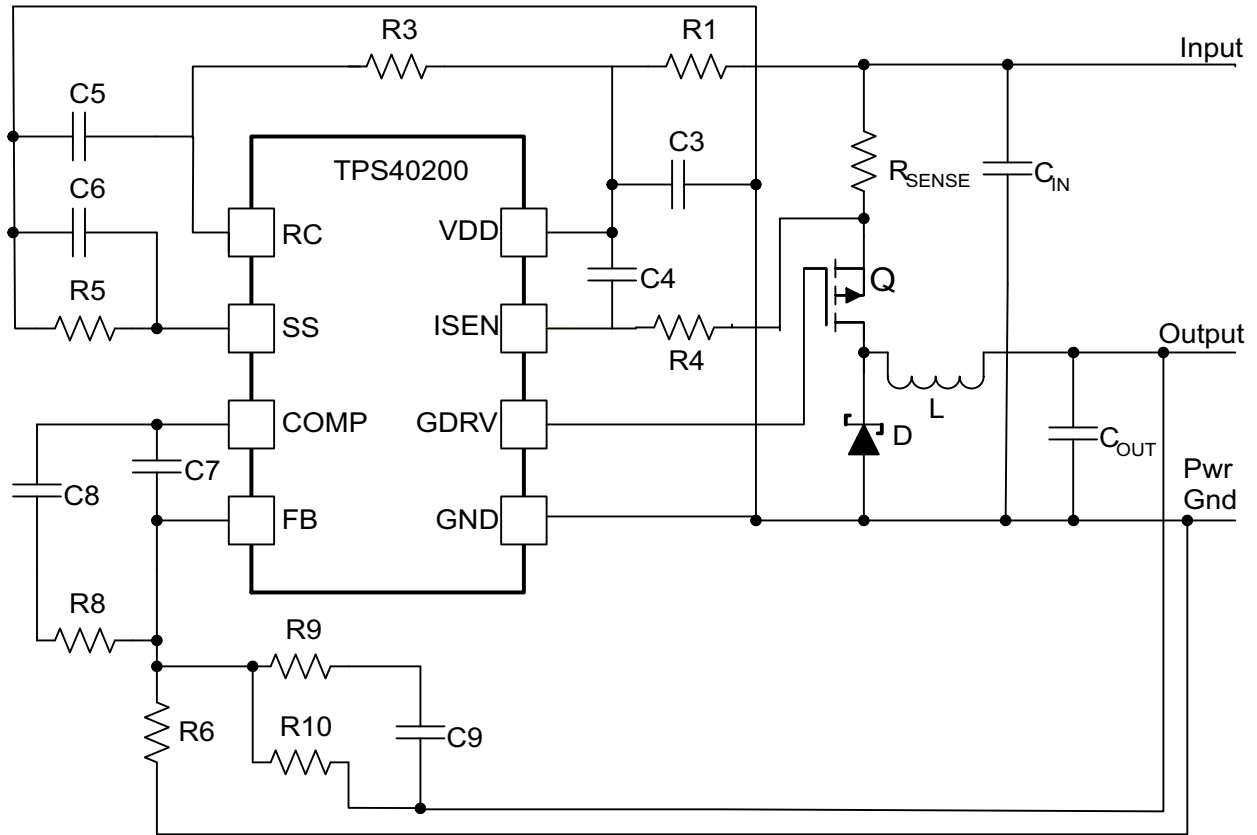 R3
R1
Input
C5
C3
TPS40200
RSENSE
CIN
C6
RC
VDD
C4
Q
R5
SS
ISEN
R4
Output
L
COMP
GDRV
D
COUT
C7
C8
Pwr
Gnd
FB
GND
R8
R9
R6
R10
C9